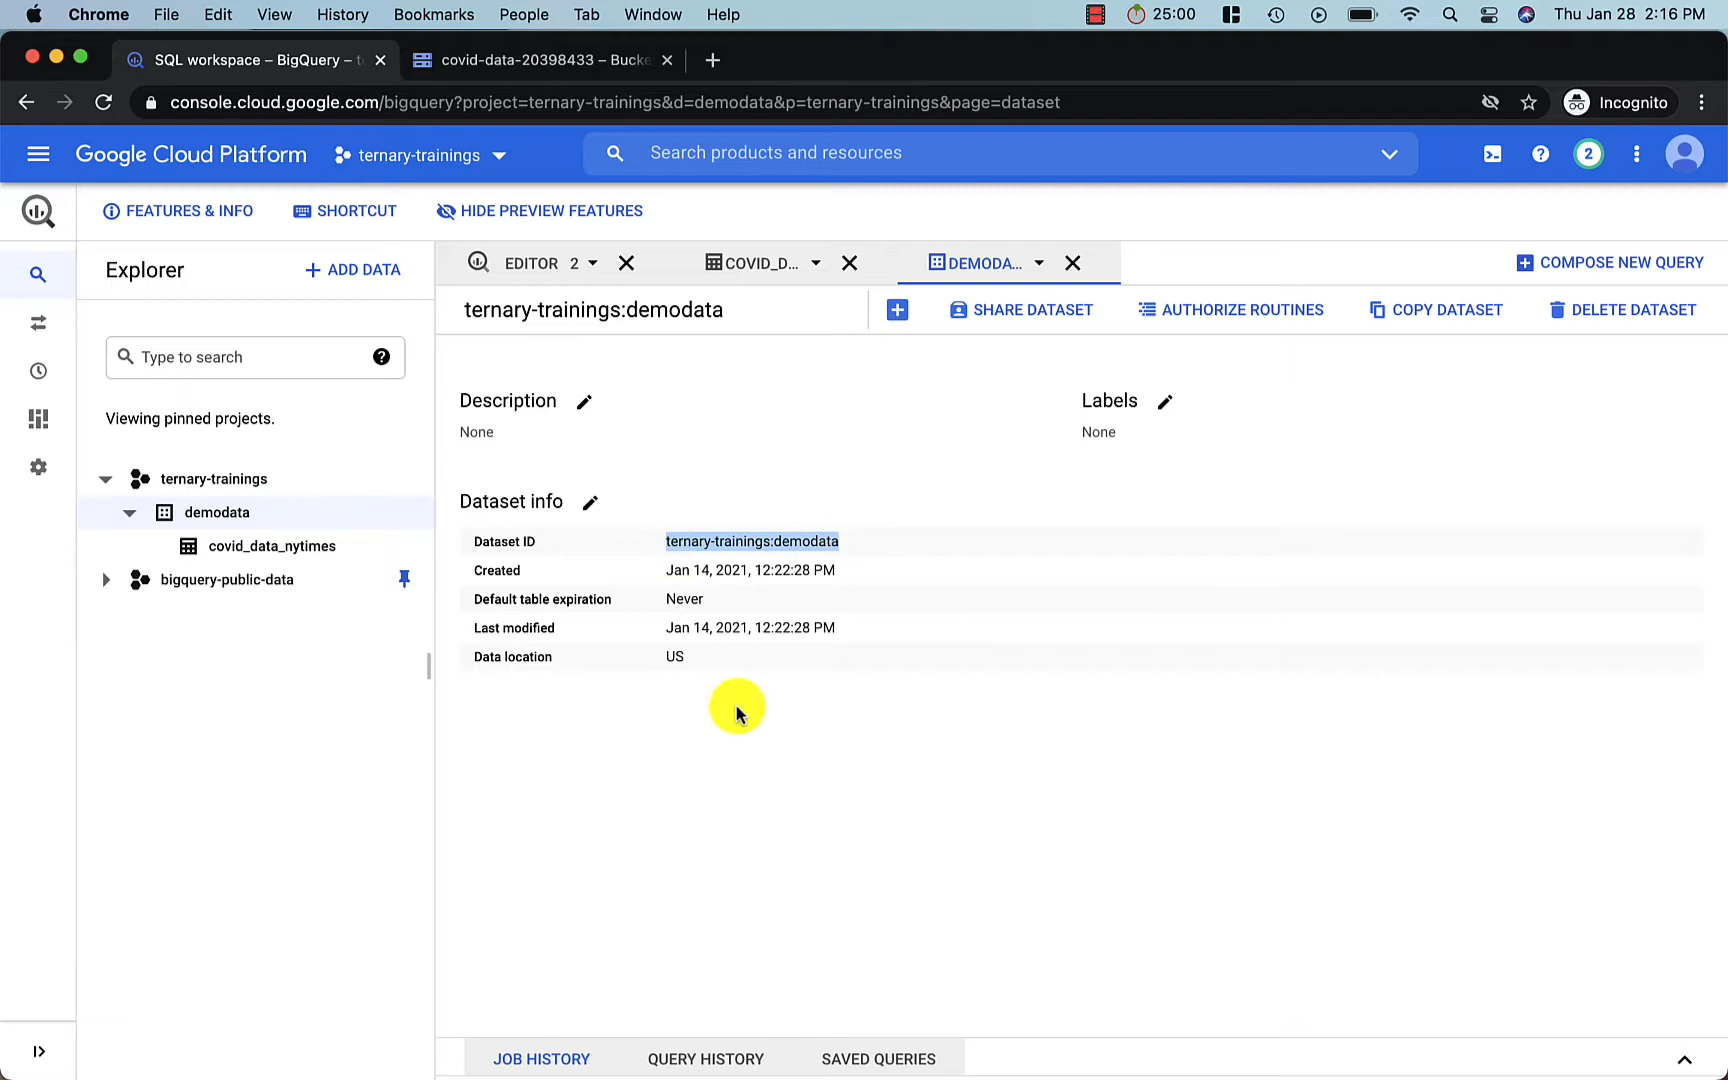 Chrome File Edit View History Bookmarks People Tab Window Help 25:00 Thu Jan 28 2:16 PM
SQL workspace – BigQuery – t covid-data-20398433 – Bucke
console.cloud.google.com/bigquery?project=ternary-trainings&d=demodata&p=ternary-trainings&page=dataset Incognito
Google Cloud Platform ternary-trainings Search products and resources 2
FEATURES & INFO SHORTCUT HIDE PREVIEW FEATURES
Explorer + ADD DATA
EDITOR 2 COVID_D... DEMODA... COMPOSE NEW QUERY
ternary-trainings:demodata SHARE DATASET AUTHORIZE ROUTINES COPY DATASET DELETE DATASET
Type to search
Viewing pinned projects.
ternary-trainings
demodata
covid_data_nytimes
bigquery-public-data
Description Labels
None None
Dataset info
Dataset ID ternary-trainings:demodata
Created Jan 14, 2021, 12:22:28 PM
Default table expiration Never
Last modified Jan 14, 2021, 12:22:28 PM
Data location US
JOB HISTORY QUERY HISTORY SAVED QUERIES